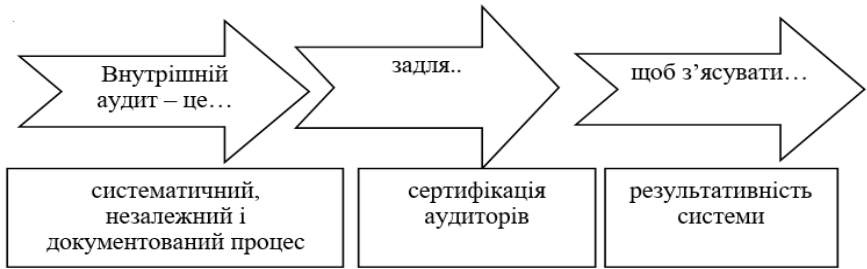 Внутрішній
аудит – це…
задля..
щоб з’ясувати…
систематичний,
незалежний і
документований процес
сертифікація
аудиторів
результативність
системи